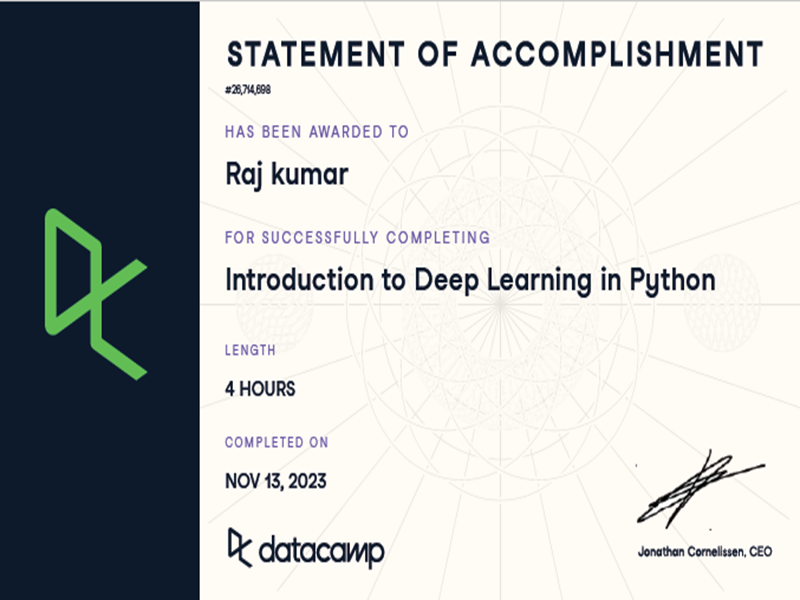 STATEMENT OF ACCOMPLISHMENT
#26,714,698
HAS BEEN AWARDED TO
Raj kumar
FOR SUCCESSFULLY COMPLETING
Introduction to Deep Learning in Python
LENGTH
4 HOURS
COMPLETED ON
NOV 13, 2023
datacamp
Jonathan Cornelissen, CEO